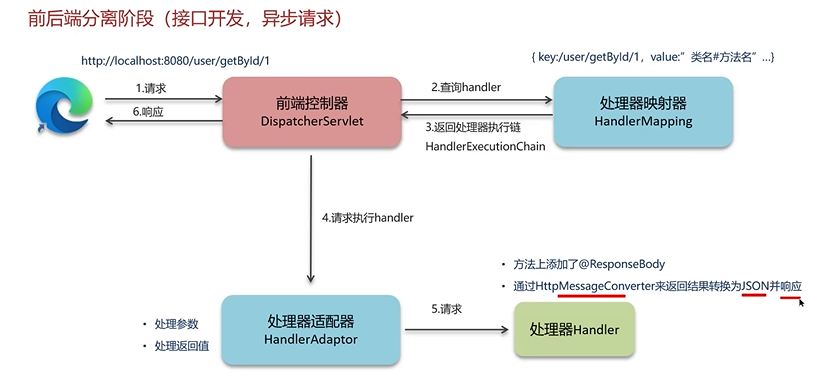 前后端分离阶段（接口开发，异步请求）
http://localhost:8080/user/getById/1
{ key:/user/getById/1，value:”类名#方法名”...}
1.请求
6.响应
前端控制器
DispatcherServlet
2.查询handler
3.返回处理器执行链
HandlerExecutionChain
处理器映射器
HandlerMapping
4.请求执行handler
• 方法上添加了@ResponseBody
• 通过HttpMessageConverter来返回结果转换为JSON并响应
• 处理参数
• 处理返回值
处理器适配器
HandlerAdaptor
5.请求
处理器Handler